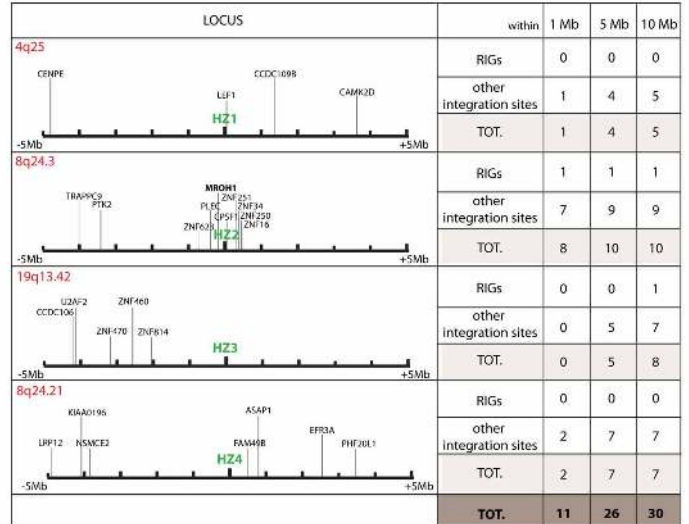 LOCUS within 1 Mb 5 Mb 10 Mb
4q25
CENPE CCDC109B
LEF1 CAMK2D
HZ1
-5Mb +5Mb
RIGs 0 0 0
other
integration sites 1 4 5
TOT. 1 4 5
8q24.3
MROH1
TRAPPC9 ZNF251
PTK2 PLEC ZNF34
CPSF1 ZNF250
ZNF623 ZNF16
HZ2
-5Mb +5Mb
RIGs 1 1 1
other
integration sites 7 9 9
TOT. 8 10 10
19q13.42
U2AF2 ZNF460
CCDC106
ZNF470 ZNF814
HZ3
-5Mb +5Mb
RIGs 0 0 1
other
integration sites 0 5 7
TOT. 0 5 8
8q24.21
KIAA0196 ASAP1
EFR3A
LRP12 NSMCE2 FAM49B PHF20L1
HZ4
-5Mb +5Mb
RIGs 0 0 0
other
integration sites 2 7 7
TOT. 2 7 7
TOT. 11 26 30